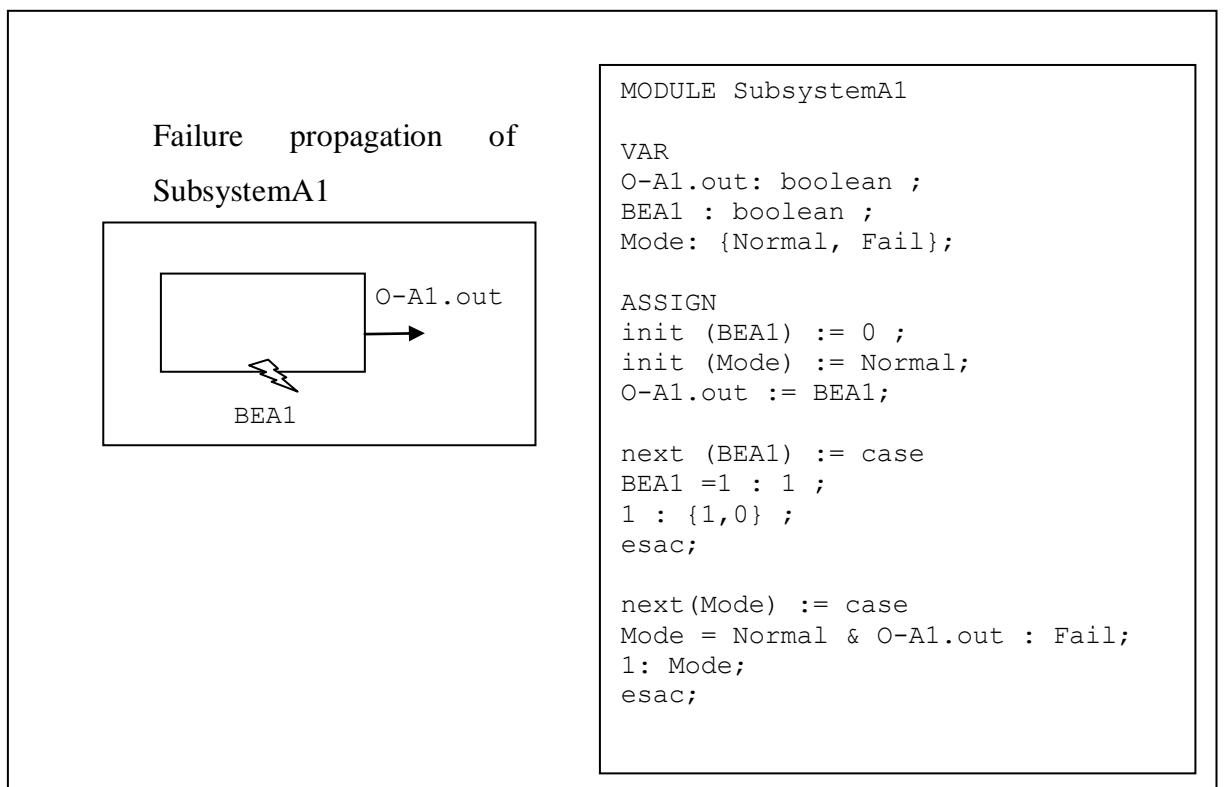 Failure propagation of
SubsystemA1
O-A1.out
BEA1
MODULE SubsystemA1
VAR
O-A1.out: boolean ;
BEA1 : boolean ;
Mode: {Normal, Fail};
ASSIGN
init (BEA1) := 0 ;
init (Mode) := Normal;
O-A1.out := BEA1;
next (BEA1) := case
BEA1 =1 : 1 ;
1 : {1,0} ;
esac;
next(Mode) := case
Mode = Normal & O-A1.out : Fail;
1: Mode;
esac;